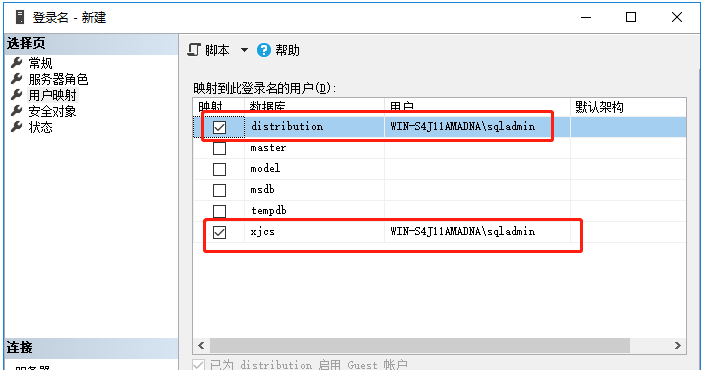 登录名 - 新建
选择页
常规
服务器角色
用户映射
安全对象
状态
脚本 帮助
映射到此登录名的用户(D):
映射 数据库 用户 默认架构
distribution WIN-S4J11AMADNA\sqladmin
master
model
msdb
tempdb
xjcs WIN-S4J11AMADNA\sqladmin
已为 distribution 启用 Guest 帐户
连接
服务器